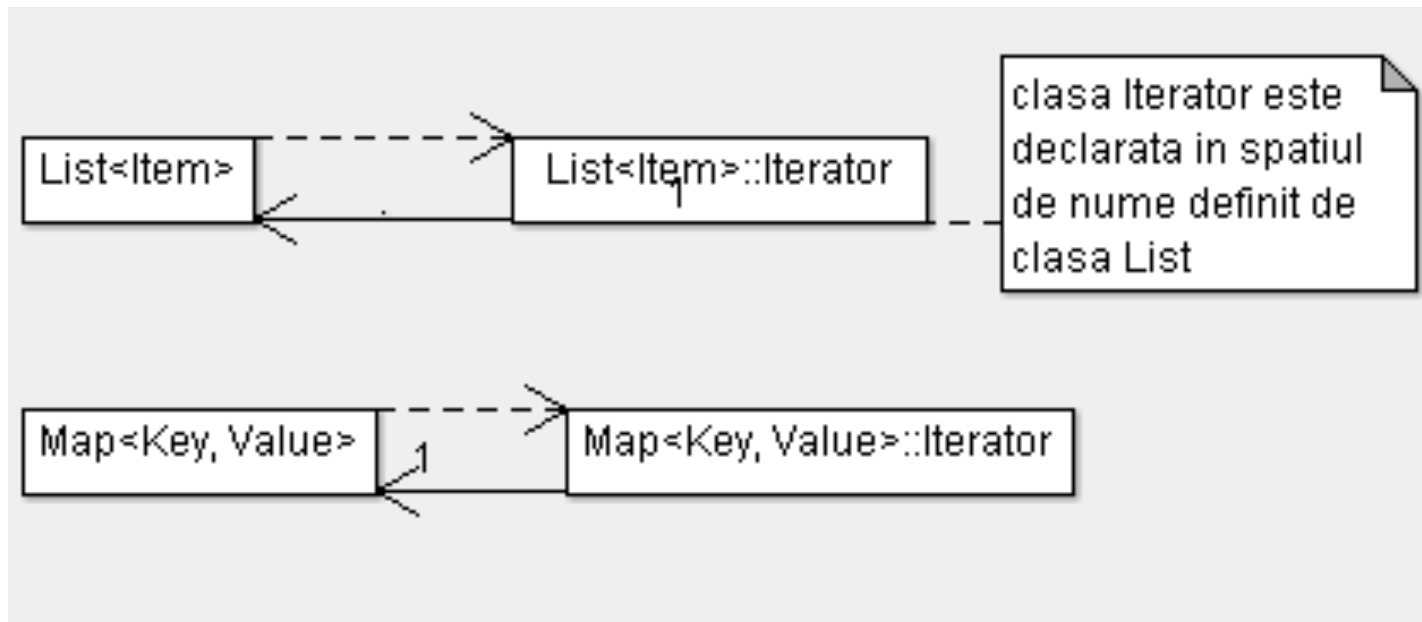 List<Item>
List<Item>::Iterator
1
clasa Iterator este
declarata in spatiul
de nume definit de
clasa List
Map<Key, Value>
1
Map<Key, Value>::Iterator